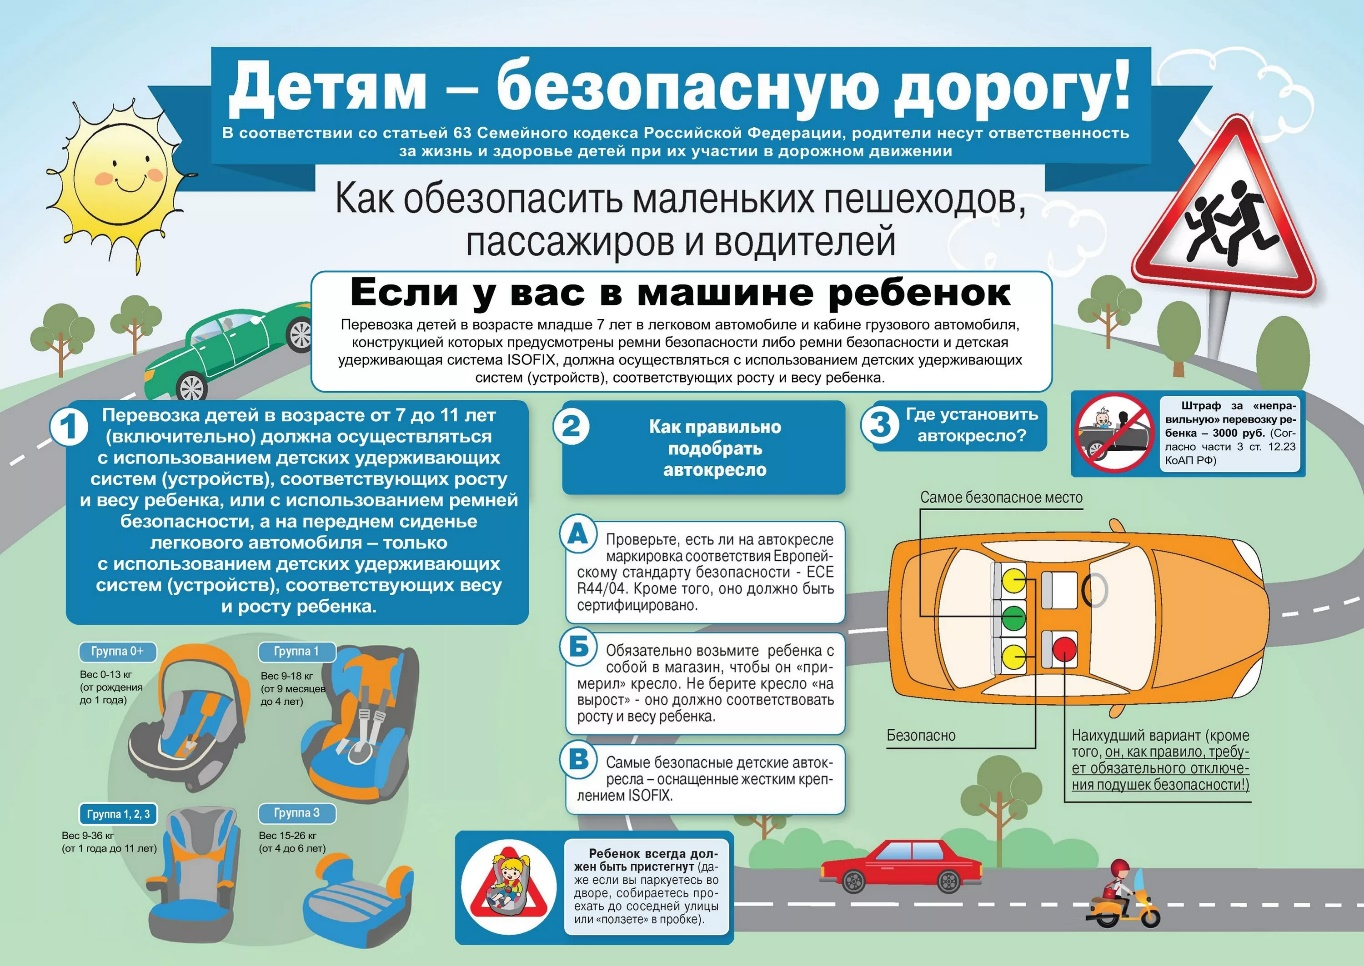 Детям – безопасную дорогу!
В соответствии со статьей 63 Семейного кодекса Российской Федерации, родители несут ответственность
за жизнь и здоровье детей при их участии в дорожном движении
Как обезопасить маленьких пешеходов,
пассажиров и водителей
Если у вас в машине ребенок
Перевозка детей в возрасте младше 7 лет в легковом автомобиле и кабине грузового автомобиля,
конструкцией которых предусмотрены ремни безопасности либо ремни безопасности и детская
удерживающая система ISOFIX, должна осуществляться с использованием детских удерживающих
систем (устройств), соответствующих росту и весу ребенка.
1
Перевозка детей в возрасте от 7 до 11 лет
(включительно) должна осуществляться
с использованием детских удерживающих
систем (устройств), соответствующих росту
и весу ребенка, или с использованием ремней
безопасности, а на переднем сиденье
легкового автомобиля – только
с использованием детских удерживающих
систем (устройств), соответствующих весу
и росту ребенка.
Группа 0+
Вес 0-13 кг
(от рождения
до 1 года)
Группа 1
Вес 9-18 кг
(от 9 месяцев
до 4 лет)
Группа 1, 2, 3
Вес 9-36 кг
(от 1 года до 11 лет)
Группа 3
Вес 15-26 кг
(от 4 до 6 лет)
2
Как правильно
подобрать
автокресло
А
Проверьте, есть ли на автокресле
маркировка соответствия Европей-
скому стандарту безопасности - ECE
R44/04. Кроме того, оно должно быть
сертифицировано.
Б
Обязательно возьмите ребенка с
собой в магазин, чтобы он «при-
мерил» кресло. Не берите кресло «на
вырост» - оно должно соответствовать
росту и весу ребенка.
В
Самые безопасные детские авток-
ресла – оснащенные жестким креп-
лением ISOFIX.
Ребенок всегда дол-
жен быть пристегнут (да-
же если вы паркуетесь во
дворе, собираетесь про-
ехать до соседней улицы
или «ползете» в пробке).
3
Где установить
автокресло?
Штраф за «непра-
вильную» перевозку ре-
бенка – 3000 руб. (Сог-
ласно части 3 ст. 12.23
КоАП РФ)
Самое безопасное место
Безопасно
Наихудший вариант (кроме
того, он, как правило, требу-
ет обязательного отключе-
ния подушек безопасности!)